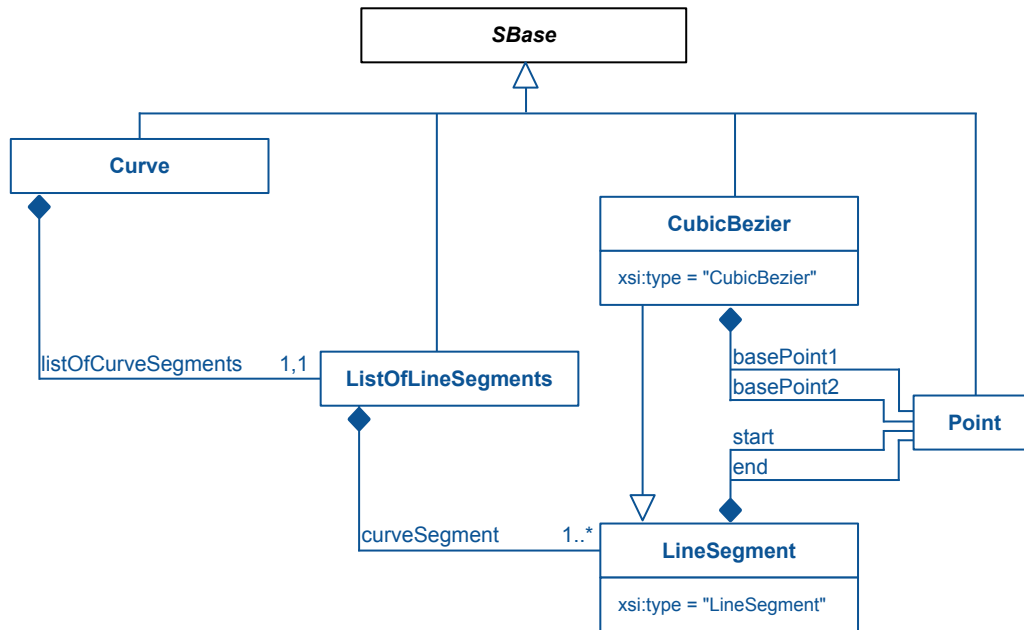 SBase
Curve
CubicBezier
xsi:type = "CubicBezier"
listOfCurveSegments 1,1
ListOfLineSegments
basePoint1
basePoint2
Point
start
end
curveSegment 1..*
LineSegment
xsi:type = "LineSegment"